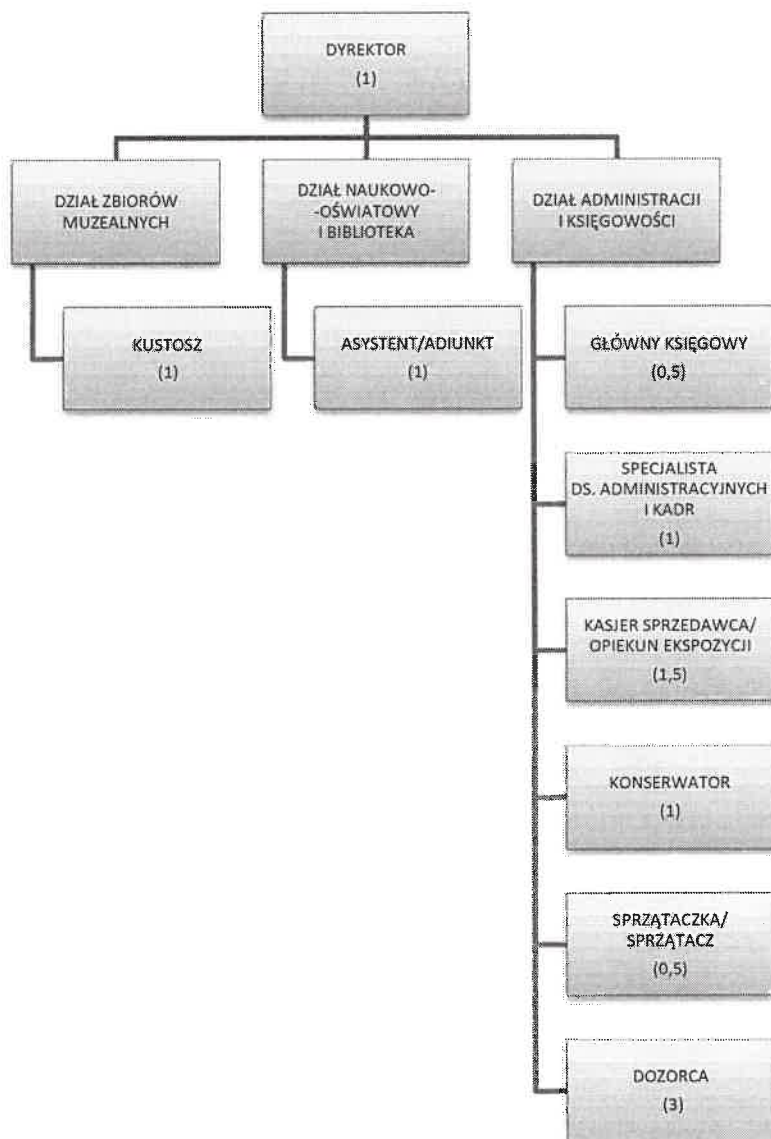 DYREKTOR
(1)
DZIAŁ ZBIORÓW
MUZEALNYCH
DZIAŁ NAUKOWO-
-OŚWIATOWY
I BIBLIOTEKA
DZIAŁ ADMINISTRACJI
I KSIĘGOWOŚCI
KUSTOSZ
(1)
ASYSTENT/ADIUNKT
(1)
GŁÓWNY KSIĘGOWY
(0,5)
SPECJALISTA
DS. ADMINISTRACYJNYCH
I KADR
(1)
KASJER SPRZEDAWCA/
OPIEKUN EKSPOZYCJI
(1,5)
KONSERWATOR
(1)
SPRZĄTACZKA/
SPRZĄTACZ
(0,5)
DOZORCA
(3)